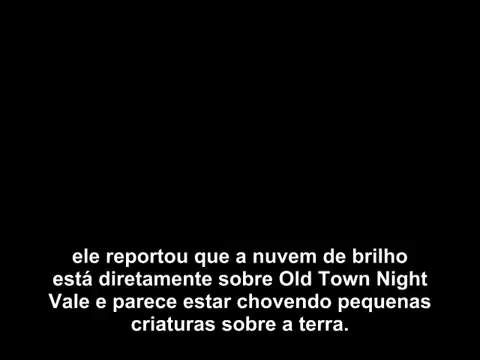 ele reportou que a nuvem de brilho
está diretamente sobre Old Town Night
Vale e parece estar chovendo pequenas
criaturas sobre a terra.